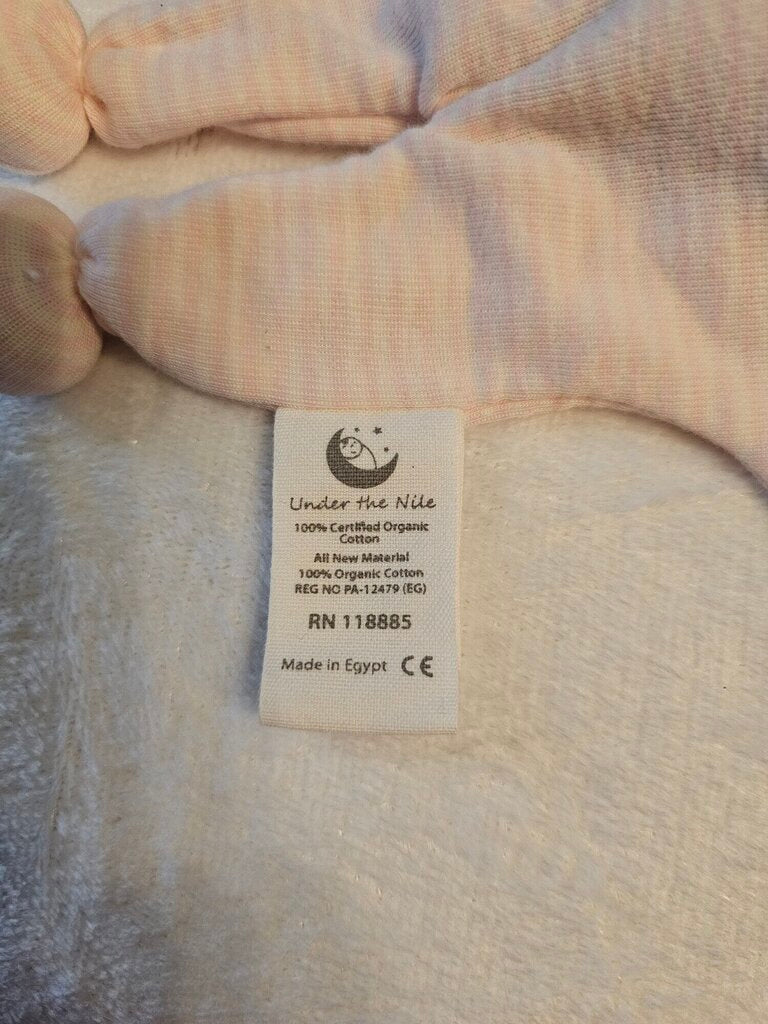 Under the Nile
100% Certified Organic
Cotton
All New Material
100% Organic Cotton
REG NO PA-12479 (EG)
RN 118885
Made in Egypt CE